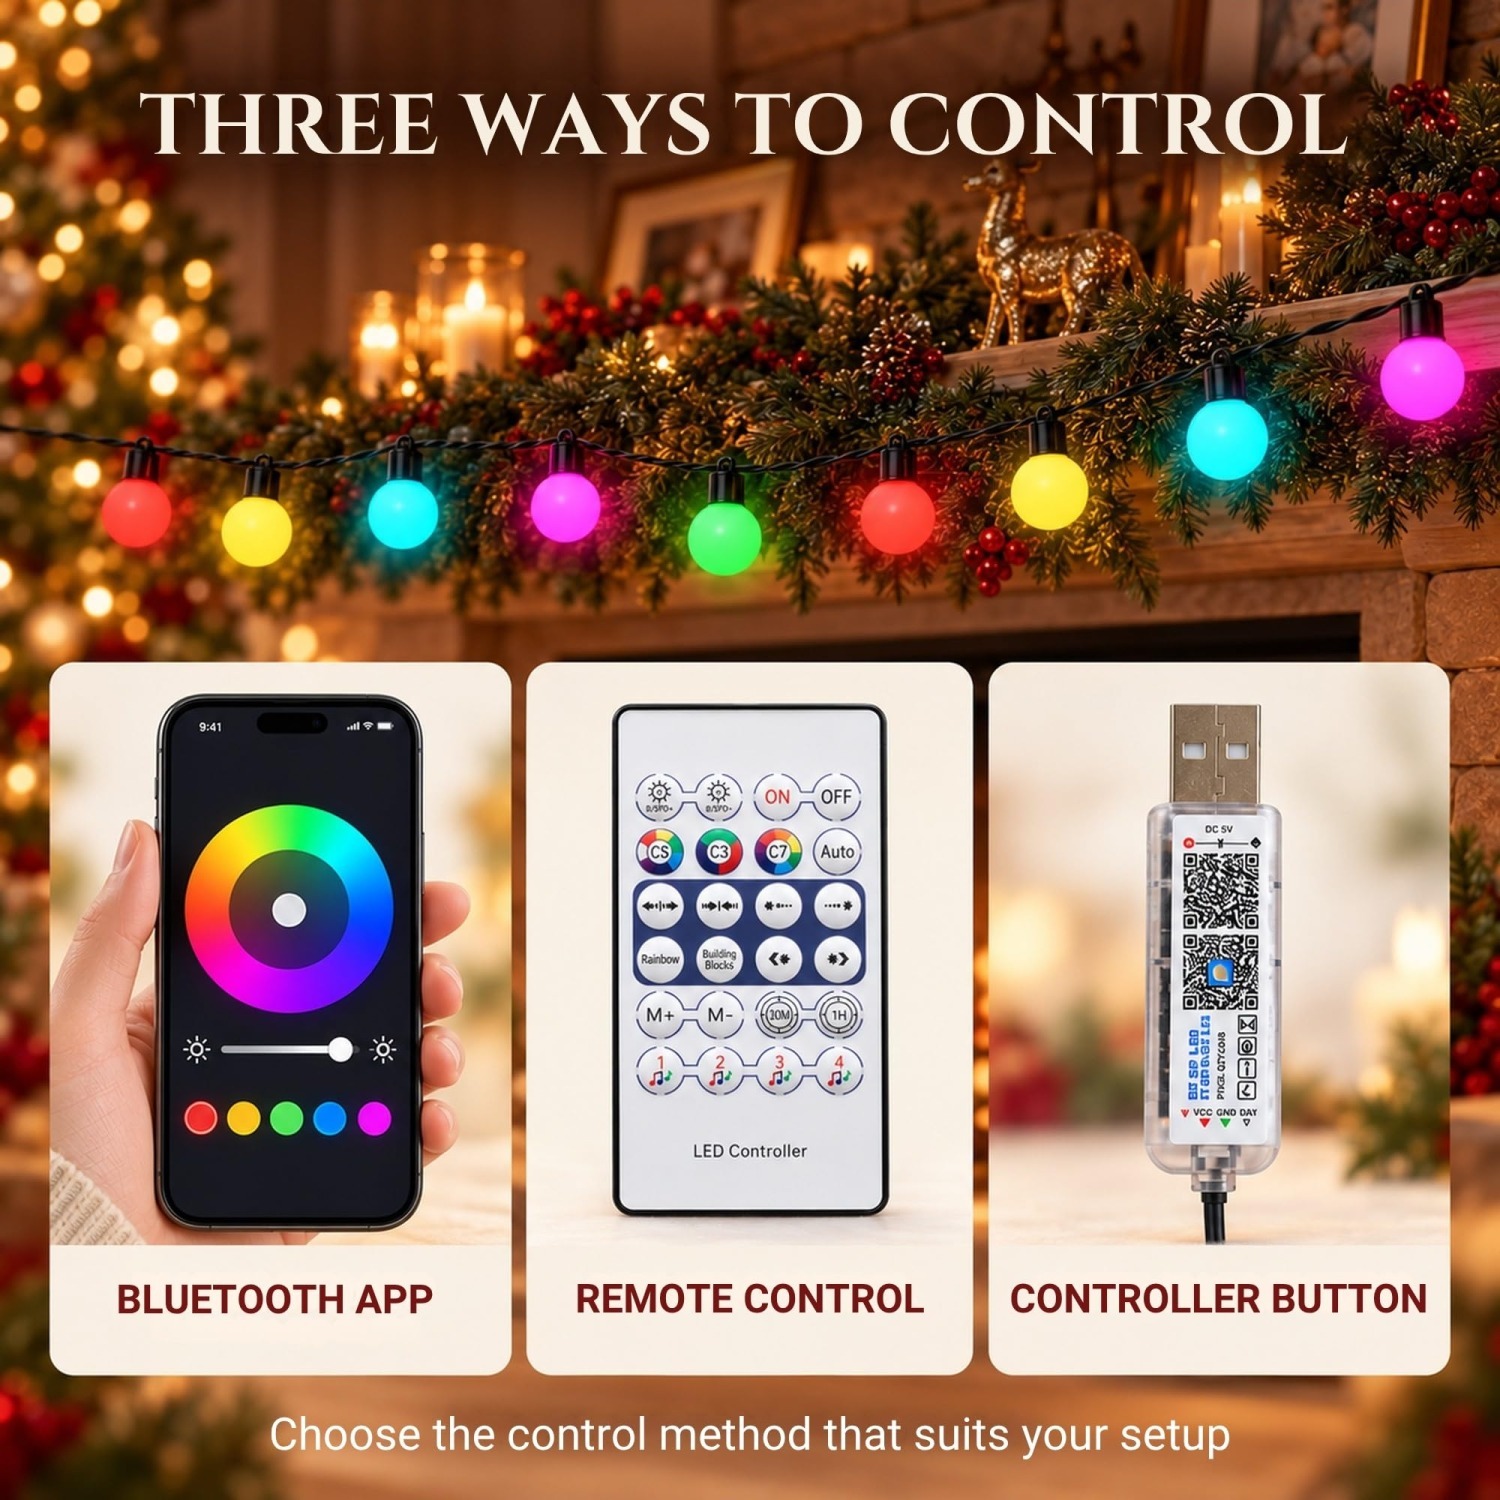 THREE WAYS TO CONTROL
9:41
ON OFF
CS C3 C7 Auto
Rainbow Building Blocks
M+ M- 30M 1H
1 2 3 4
LED Controller
DC 5V
VCC GND DAT
BLUETOOTH APP
REMOTE CONTROL
CONTROLLER BUTTON
Choose the control method that suits your setup